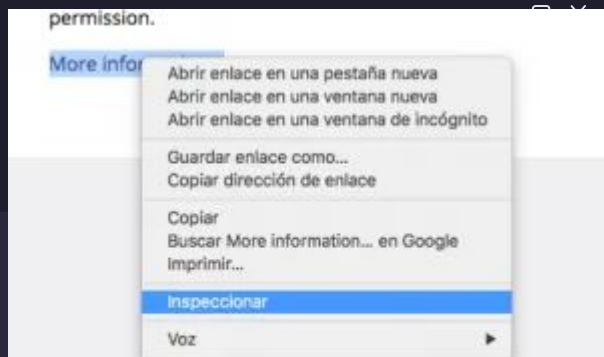 permission.
More infor
Abrir enlace en una pestaña nueva
Abrir enlace en una ventana nueva
Abrir enlace en una ventana de incógnito
Guardar enlace como...
Copiar dirección de enlace
Copiar
Buscar More information... en Google
Imprimir...
Inspeccionar
Voz